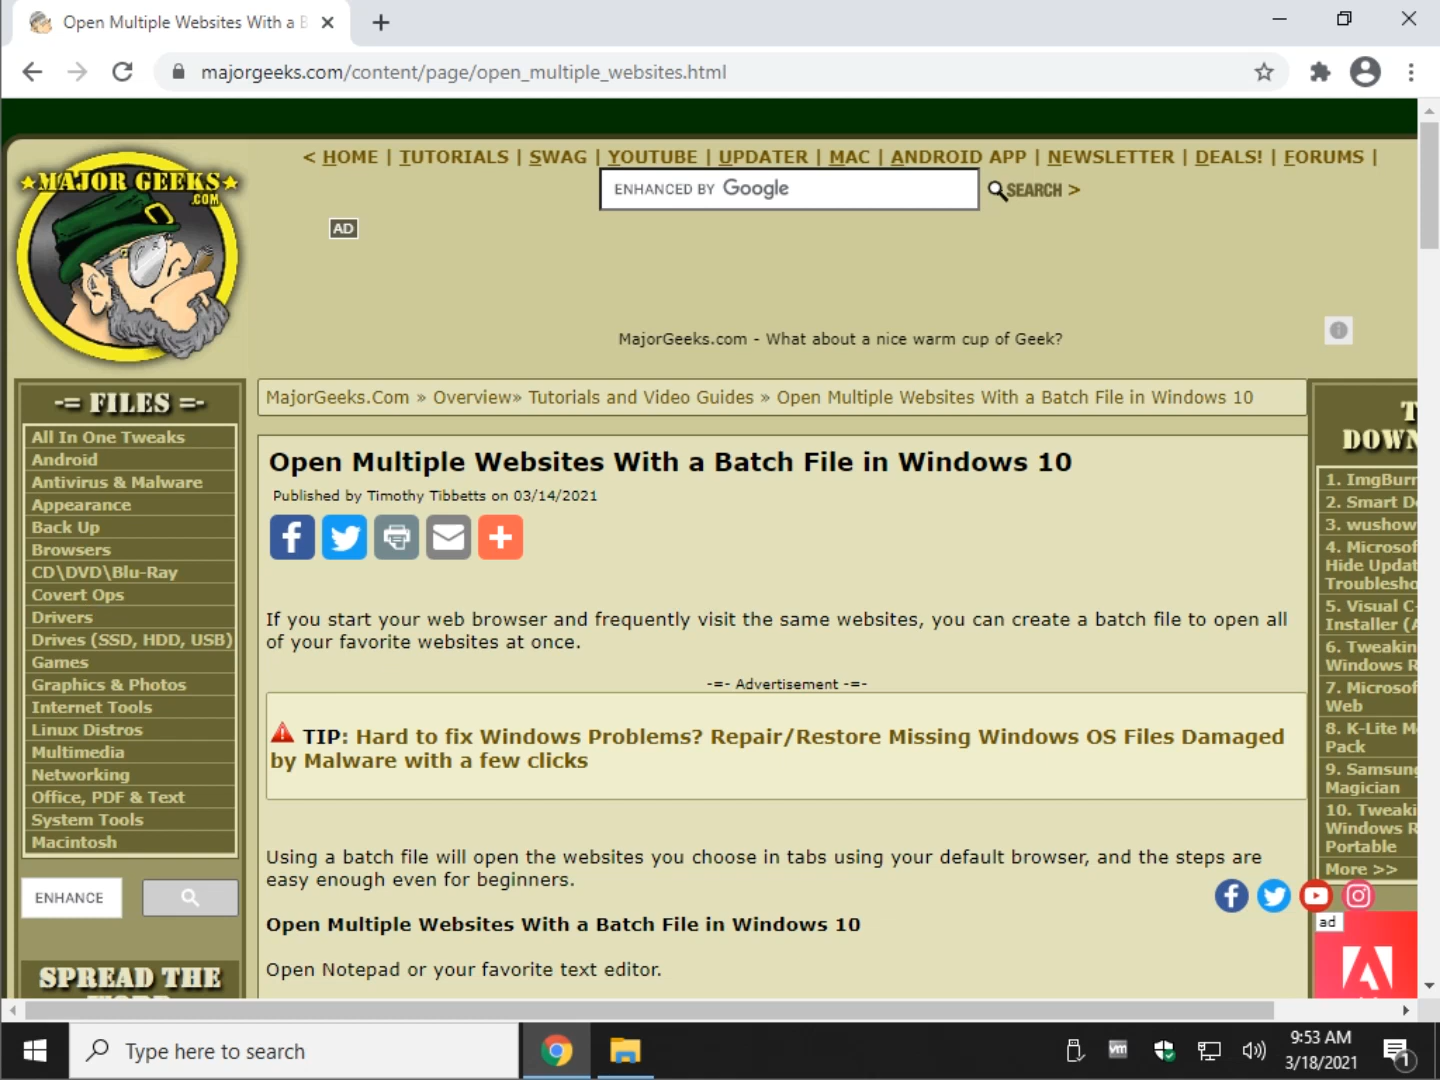 Open Multiple Websites With a B
majorgeeks.com/content/page/open_multiple_websites.html
MAJOR GEEKS
.COM
< HOME | TUTORIALS | SWAG | YOUTUBE | UPDATER | MAC | ANDROID APP | NEWSLETTER | DEALS! | FORUMS |
ENHANCED BY Google
SEARCH >
AD
MajorGeeks.com - What about a nice warm cup of Geek?
-= FILES =-
All In One Tweaks
Android
Antivirus & Malware
Appearance
Back Up
Browsers
CD\DVD\Blu-Ray
Covert Ops
Drivers
Drives (SSD, HDD, USB)
Games
Graphics & Photos
Internet Tools
Linux Distros
Multimedia
Networking
Office, PDF & Text
System Tools
Macintosh
ENHANCE
SPREAD THE
MajorGeeks.Com » Overview» Tutorials and Video Guides » Open Multiple Websites With a Batch File in Windows 10
Open Multiple Websites With a Batch File in Windows 10
Published by Timothy Tibbetts on 03/14/2021
If you start your web browser and frequently visit the same websites, you can create a batch file to open all
of your favorite websites at once.
-=- Advertisement -=-
TIP: Hard to fix Windows Problems? Repair/Restore Missing Windows OS Files Damaged
by Malware with a few clicks
Using a batch file will open the websites you choose in tabs using your default browser, and the steps are
easy enough even for beginners.
Open Multiple Websites With a Batch File in Windows 10
Open Notepad or your favorite text editor.
T
DOWN
1. ImgBurn
2. Smart De
3. wushow
4. Microsof
Hide Updat
Troublesho
5. Visual C-
Installer (A
6. Tweakin
Windows R
7. Microsof
Web
8. K-Lite M
Pack
9. Samsung
Magician
10. Tweaki
Windows R
Portable
More >>
ad
Type here to search
vm
9:53 AM
3/18/2021
1